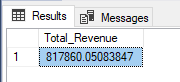 Results Messages
Total_Revenue
1 817860.05083847